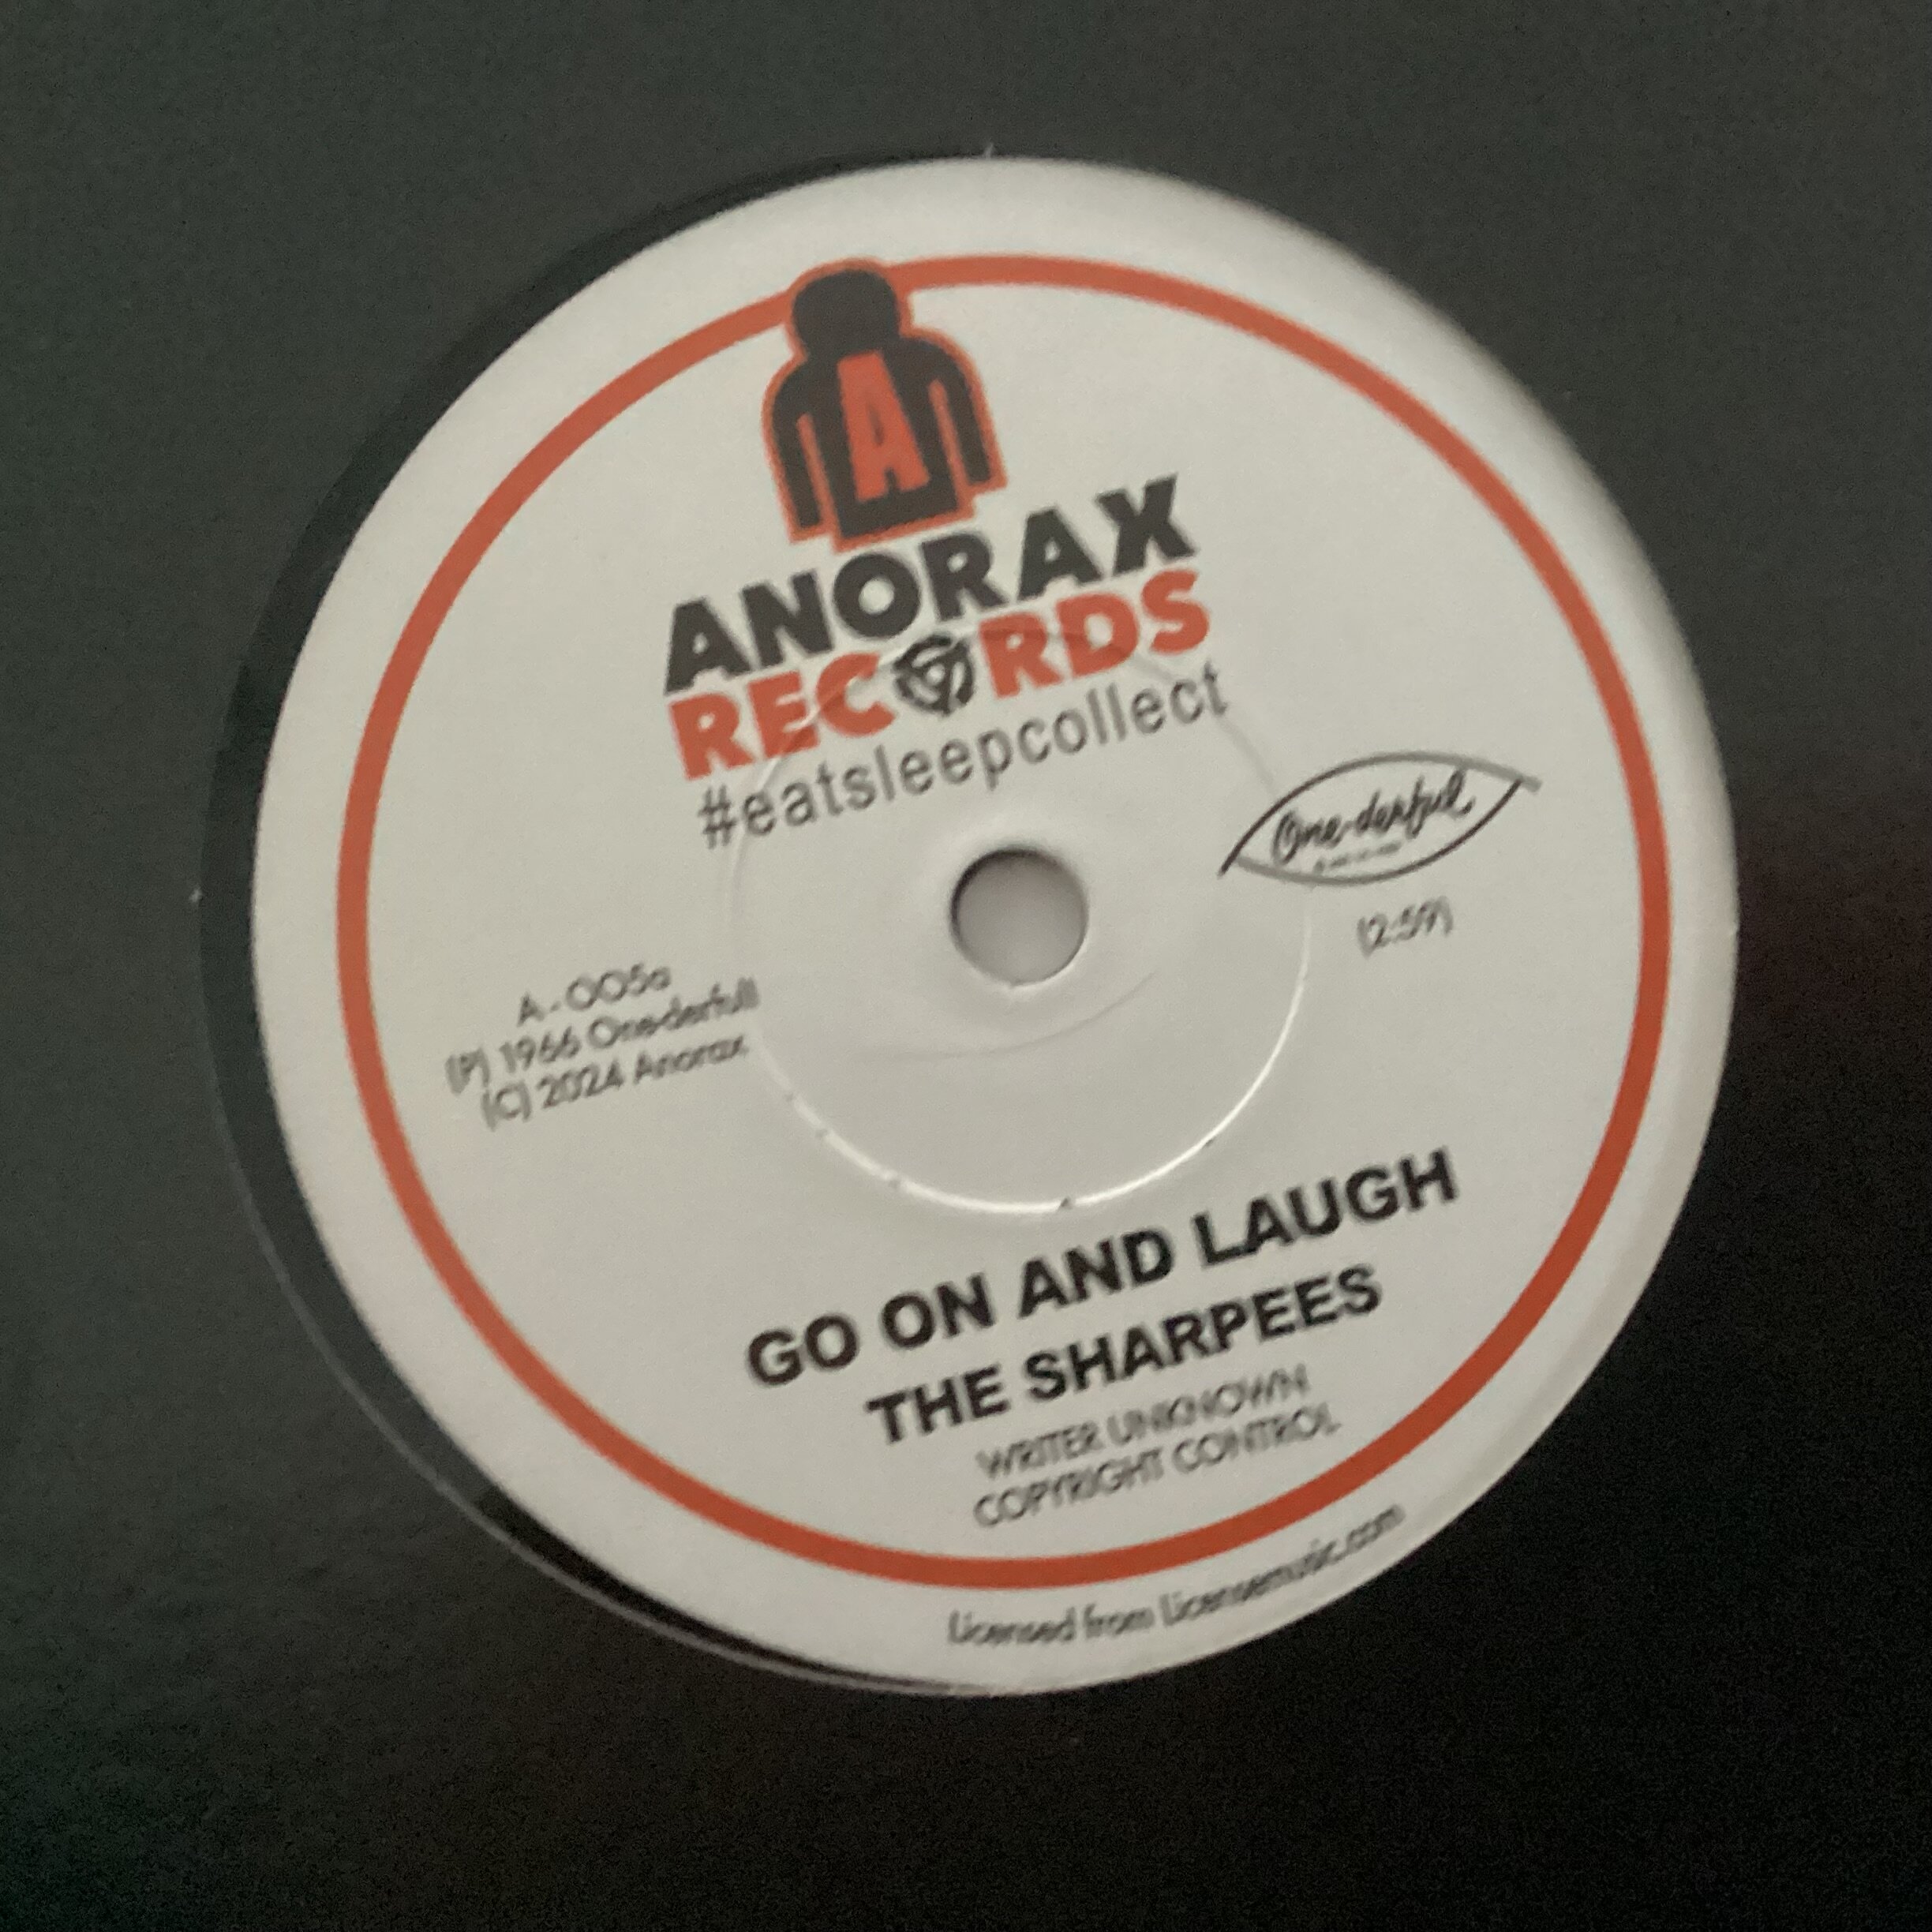 A
ANORAX
RECORDS
#eatsleepcollect
One-derful
(2:59)
A-005a
(P) 1966 One-derful!
(C) 2024 Anorax
GO ON AND LAUGH
THE SHARPEES
WRITER UNKNOWN
COPYRIGHT CONTROL
Licensed from Licensemusic.com